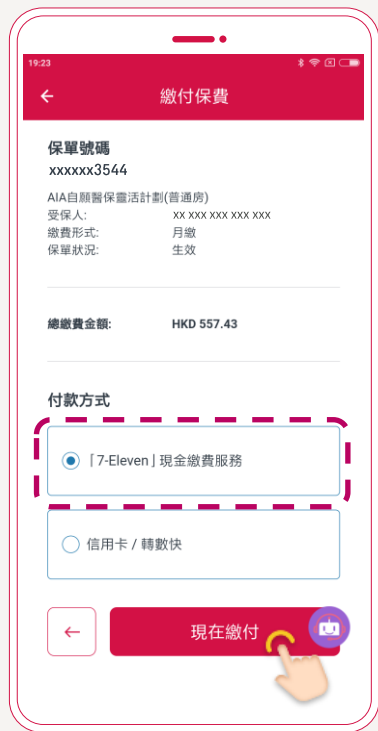 19:23
繳付保費
保單號碼
xxxxxx3544
AIA自願醫保靈活計劃(普通房)
受保人: xx xxx xxx xxx xxx
繳費形式: 月繳
保單狀況: 生效
總繳費金額: HKD 557.43
付款方式
「7-Eleven」現金繳費服務
信用卡 / 轉數快
現在繳付